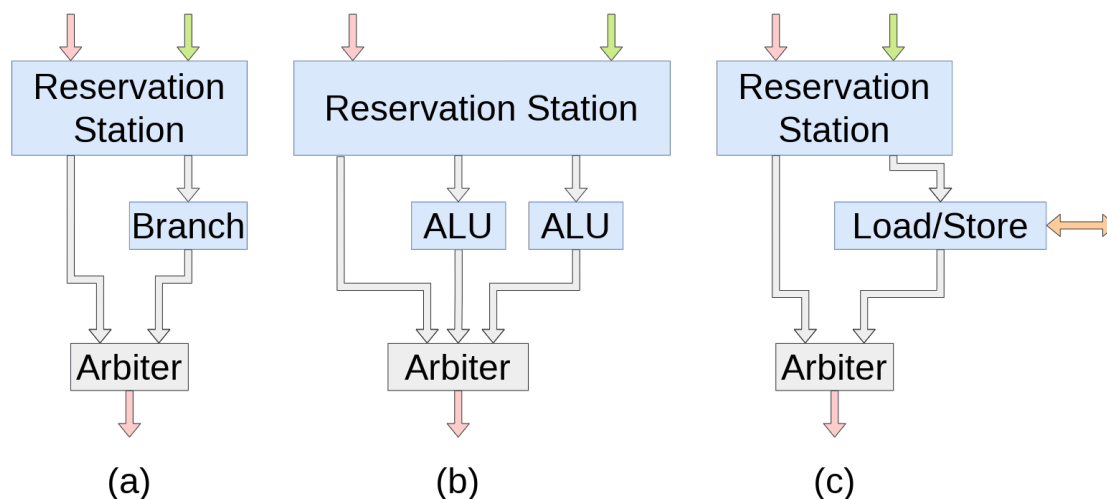 Reservation
Station
Branch
Arbiter
(a)
Reservation Station
ALU
ALU
Arbiter
(b)
Reservation
Station
Load/Store
Arbiter
(c)